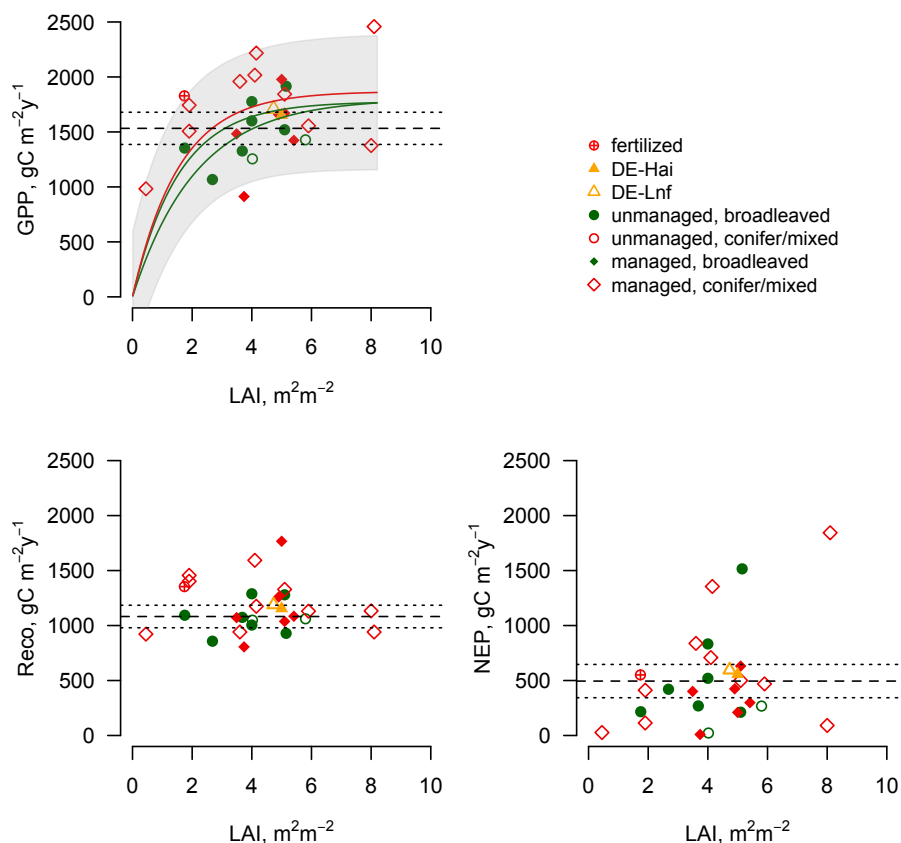 2500
2000
1500
1000
500
0
GPP, gC m⁻²y⁻¹
0 2 4 6 8 10
LAI, m²m⁻²
fertilized
DE-Hai
DE-Lnf
unmanaged, broadleaved
unmanaged, conifer/mixed
managed, broadleaved
managed, conifer/mixed
2500
2000
1500
1000
500
0
Reco, gC m⁻²y⁻¹
0 2 4 6 8 10
LAI, m²m⁻²
2500
2000
1500
1000
500
0
NEP, gC m⁻²y⁻¹
0 2 4 6 8 10
LAI, m²m⁻²